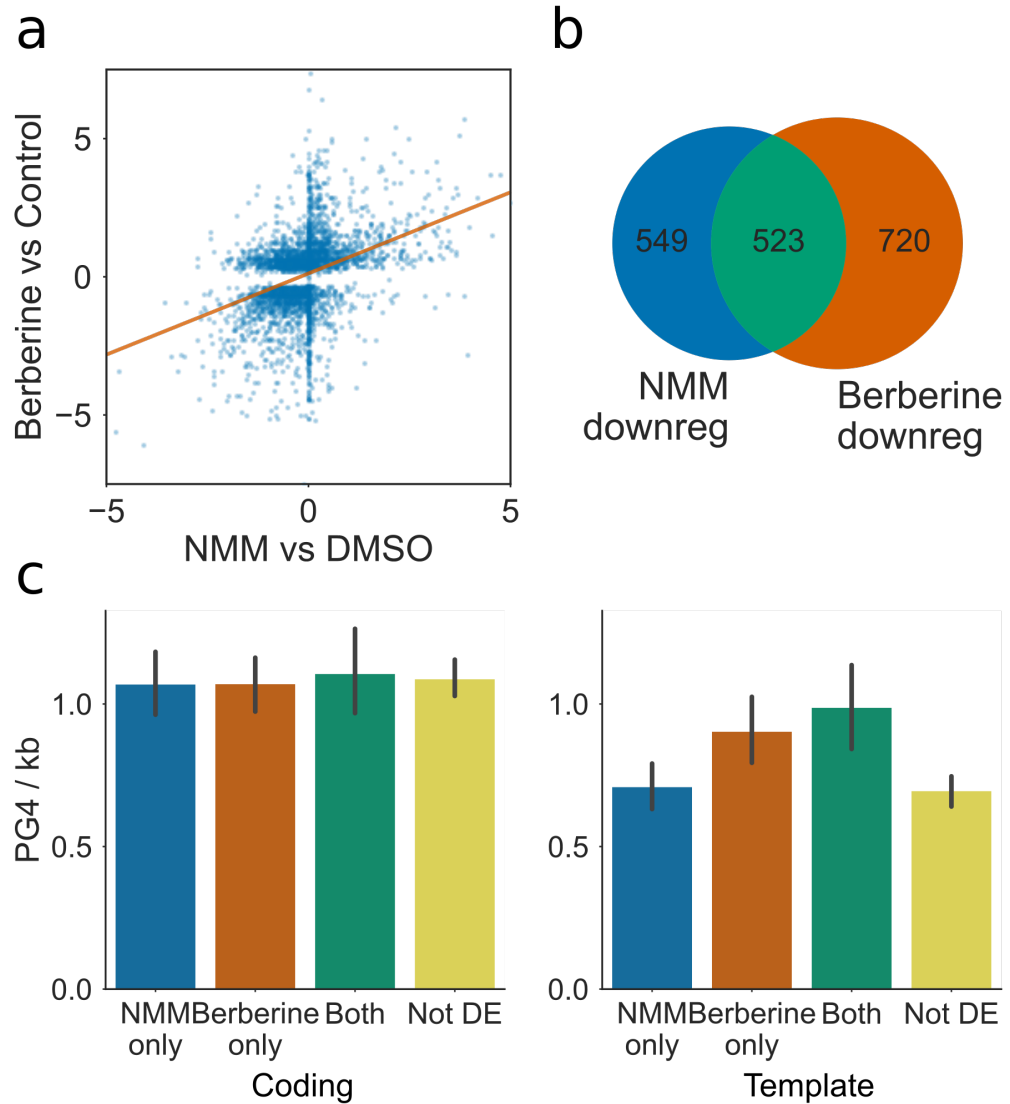 a
Berberine vs Control
5
0
−5
−5
0
5
NMM vs DMSO
b
549
523
720
NMM
downreg
Berberine
downreg
c
PG4 / kb
1.0
0.5
0.0
NMM
only
Berberine
only
Both
Not DE
Coding
1.0
0.5
0.0
NMM
only
Berberine
only
Both
Not DE
Template